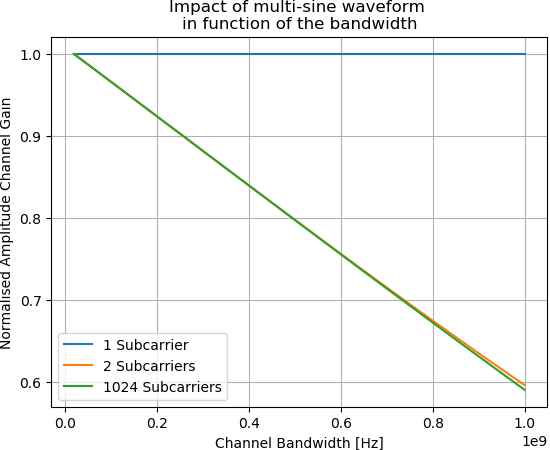 Impact of multi-sine waveform
in function of the bandwidth
Normalised Amplitude Channel Gain
1.0
0.9
0.8
0.7
0.6
1 Subcarrier
2 Subcarriers
1024 Subcarriers
0.0 0.2 0.4 0.6 0.8 1.0
1e9
Channel Bandwidth [Hz]